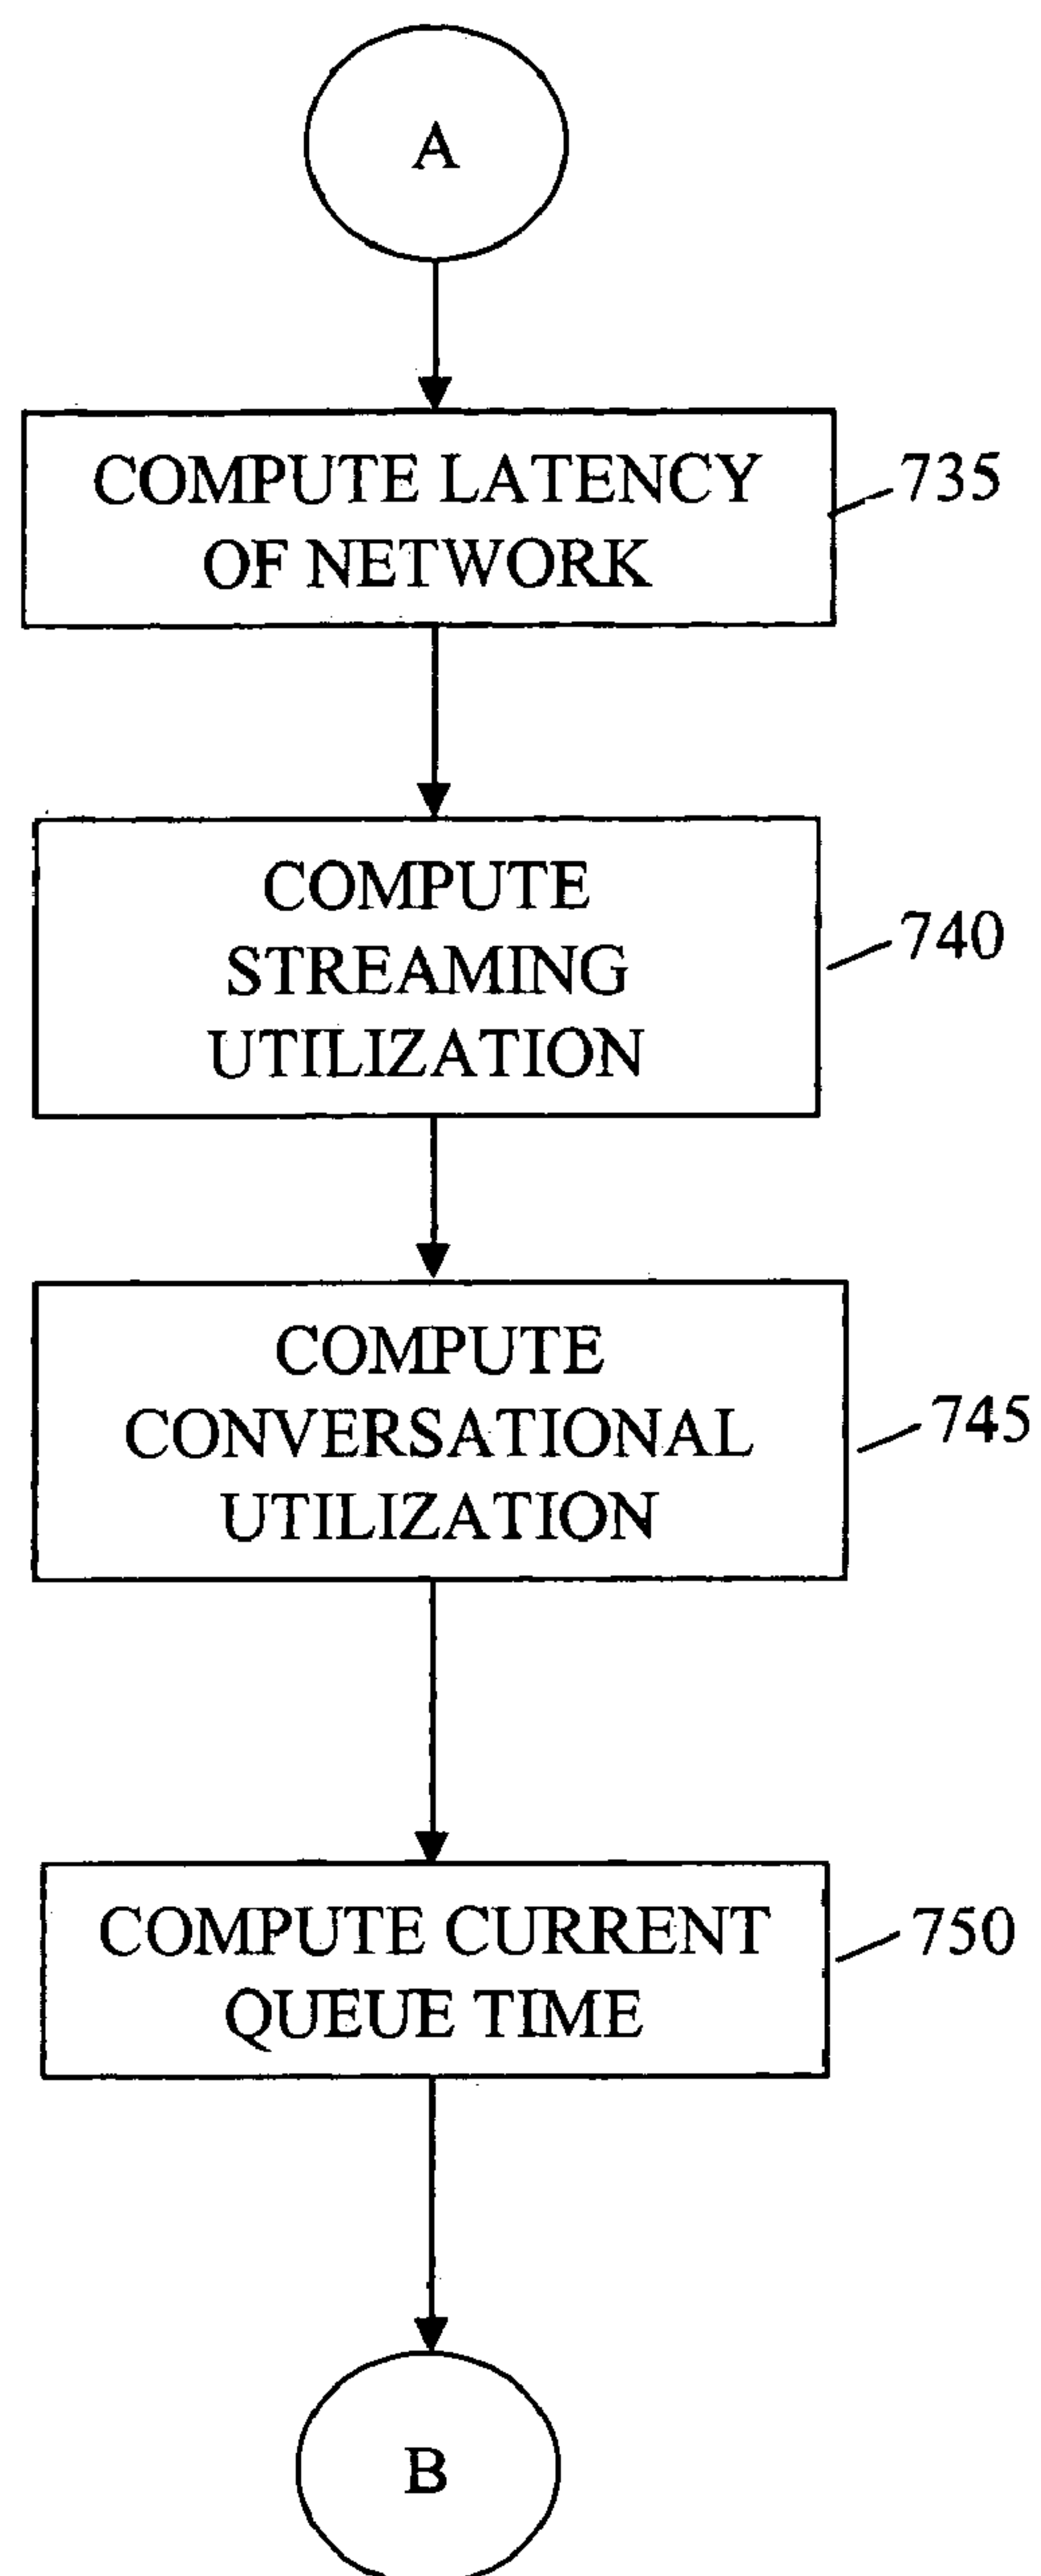 A
COMPUTE LATENCY
OF NETWORK
735
COMPUTE
STREAMING
UTILIZATION
740
COMPUTE
CONVERSATIONAL
UTILIZATION
745
COMPUTE CURRENT
QUEUE TIME
750
B